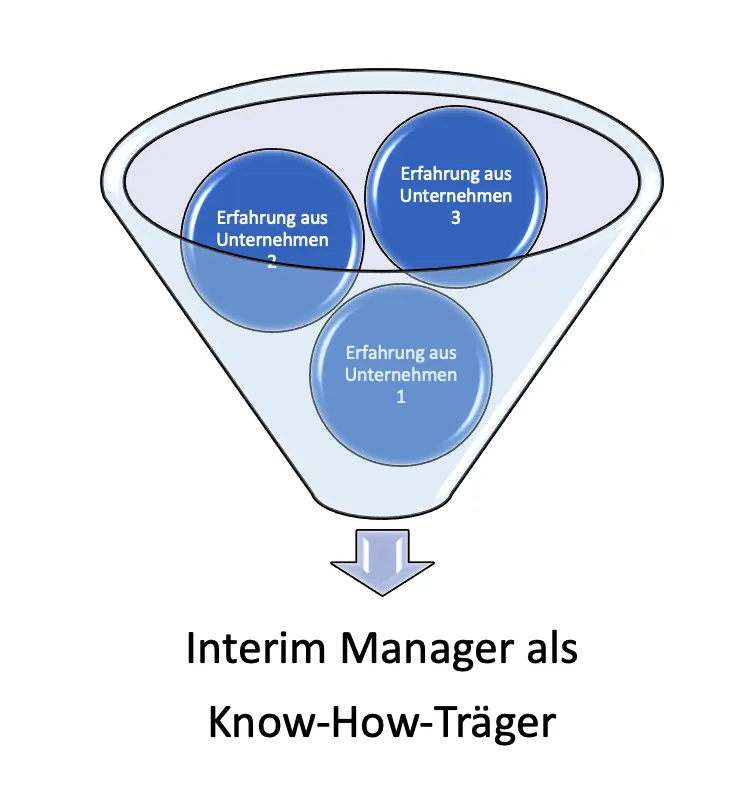 Erfahrung aus
Unternehmen
3
Erfahrung aus
Unternehmen
2
Erfahrung aus
Unternehmen
1
Interim Manager als
Know-How-Träger